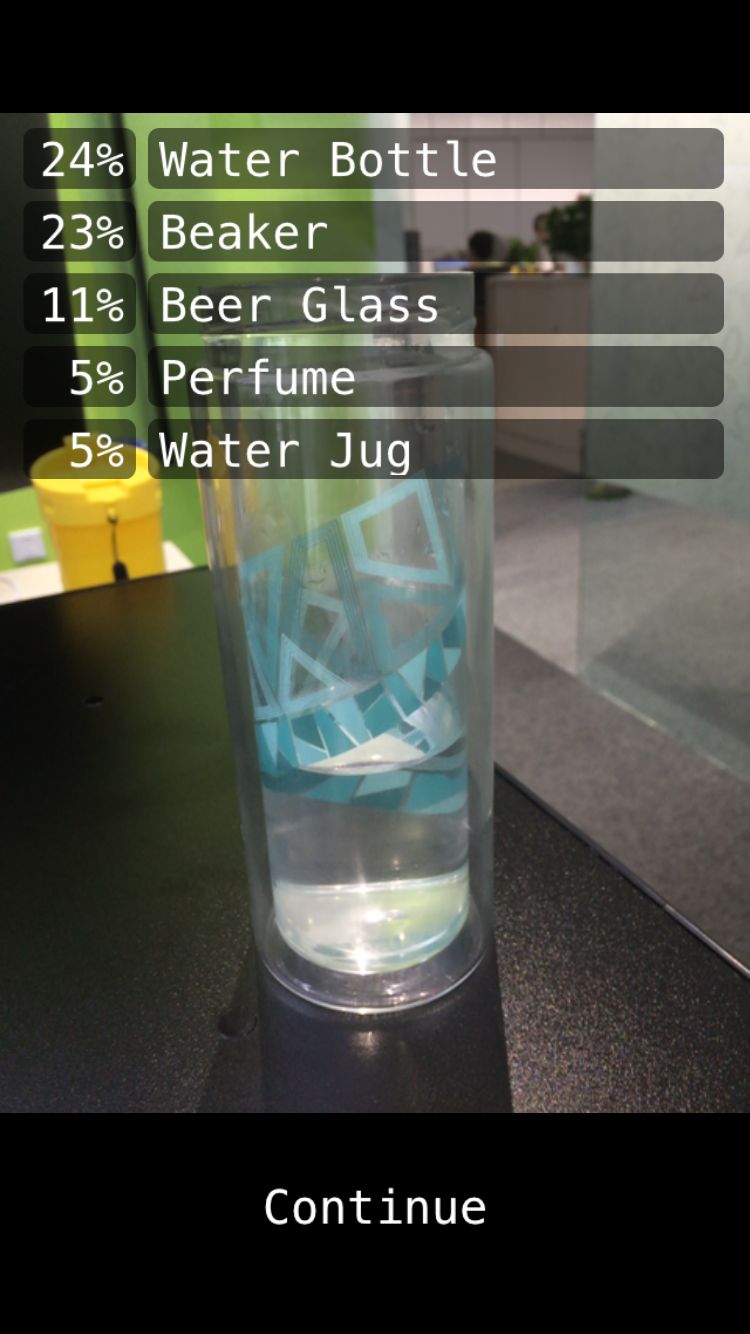 24% Water Bottle
23% Beaker
11% Beer Glass
5% Perfume
5% Water Jug
Continue